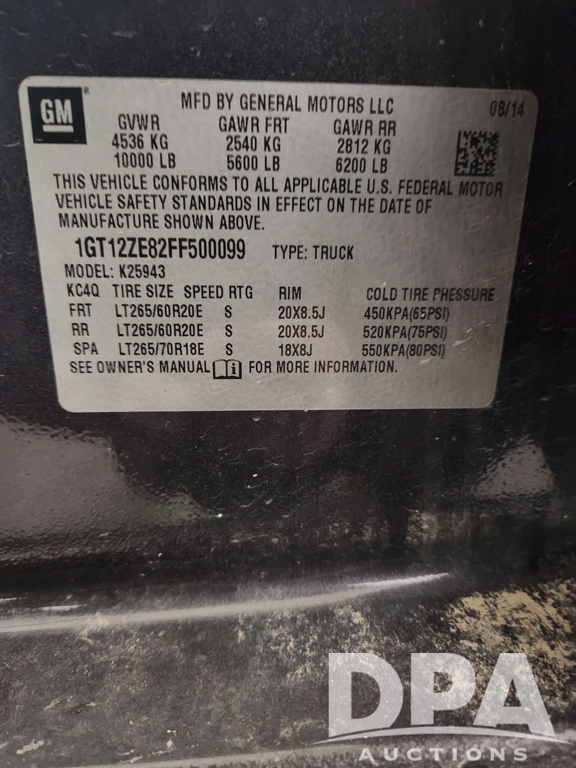 GM
MFD BY GENERAL MOTORS LLC 08/14
GVWR GAWR FRT GAWR RR
4536 KG 2540 KG 2812 KG
10000 LB 5600 LB 6200 LB
THIS VEHICLE CONFORMS TO ALL APPLICABLE U.S. FEDERAL MOTOR
VEHICLE SAFETY STANDARDS IN EFFECT ON THE DATE OF
MANUFACTURE SHOWN ABOVE.
1GT12ZE82FF500099 TYPE: TRUCK
MODEL: K25943
KC4Q TIRE SIZE SPEED RTG RIM COLD TIRE PRESSURE
FRT LT265/60R20E S 20X8.5J 450KPA(65PSI)
RR LT265/60R20E S 20X8.5J 520KPA(75PSI)
SPA LT265/70R18E S 18X8J 550KPA(80PSI)
SEE OWNER'S MANUAL FOR MORE INFORMATION.
DPA
AUCTIONS